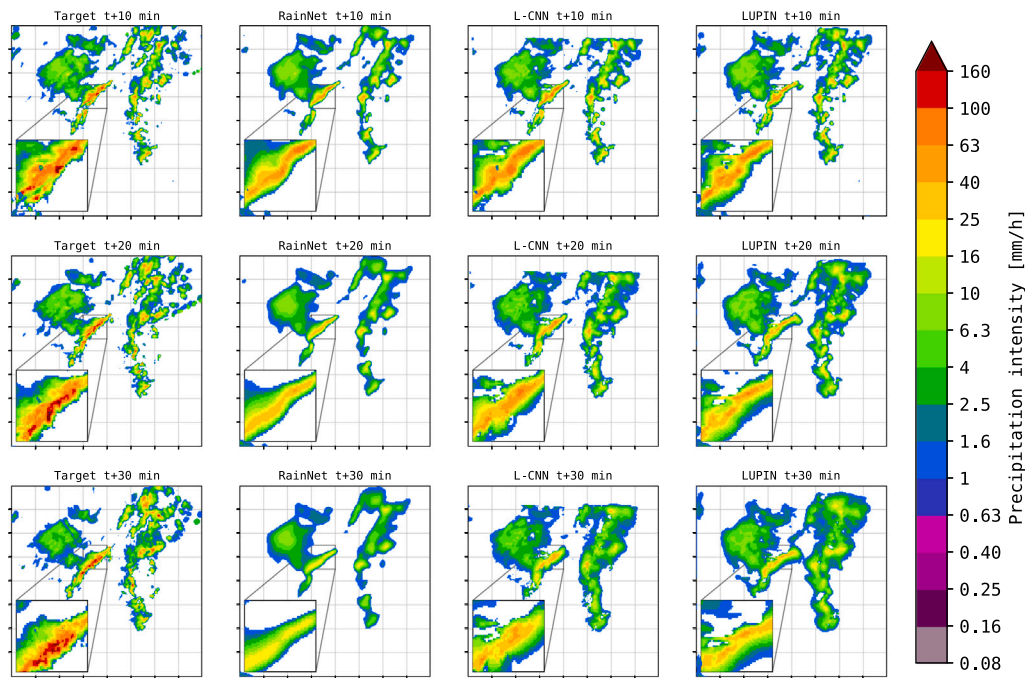 Target t+10 min
RainNet t+10 min
L-CNN t+10 min
LUPIN t+10 min
Target t+20 min
RainNet t+20 min
L-CNN t+20 min
LUPIN t+20 min
Target t+30 min
RainNet t+30 min
L-CNN t+30 min
LUPIN t+30 min
160
100
63
40
25
16
10
6.3
4
2.5
1.6
1
0.63
0.40
0.25
0.16
0.08
Precipitation intensity [mm/h]